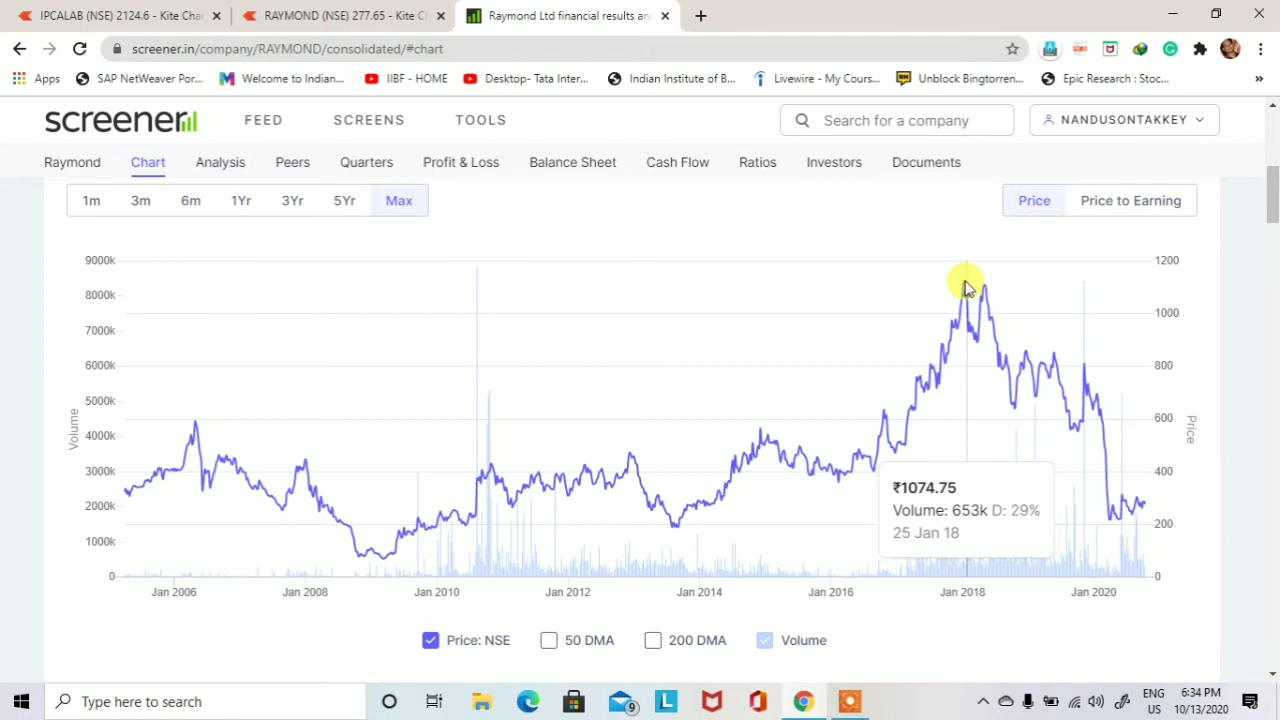 IPCALAB (NSE) 2124.6 - Kite Char
RAYMOND (NSE) 277.65 - Kite C
Raymond Ltd financial results an
screener.in/company/RAYMOND/consolidated/#chart
Apps
SAP NetWeaver Por...
Welcome to Indian...
IIBF - HOME
Desktop- Tata Inter...
Indian Institute of B...
Livewire - My Cours...
Unblock Bingtorren...
Epic Research : Stoc...
»
screener
FEED
SCREENS
TOOLS
Search for a company
NANDUSONTAKKEY
Raymond
Chart
Analysis
Peers
Quarters
Profit & Loss
Balance Sheet
Cash Flow
Ratios
Investors
Documents
1m
3m
6m
1Yr
3Yr
5Yr
Max
Price
Price to Earning
9000k
8000k
7000k
6000k
5000k
4000k
3000k
2000k
1000k
0
Volume
1200
1000
800
600
400
200
0
Price
₹1074.75
Volume: 653k D: 29%
25 Jan 18
Jan 2006
Jan 2008
Jan 2010
Jan 2012
Jan 2014
Jan 2016
Jan 2018
Jan 2020
Price: NSE
50 DMA
200 DMA
Volume
Type here to search
L
9
ENG
US
6:34 PM
10/13/2020